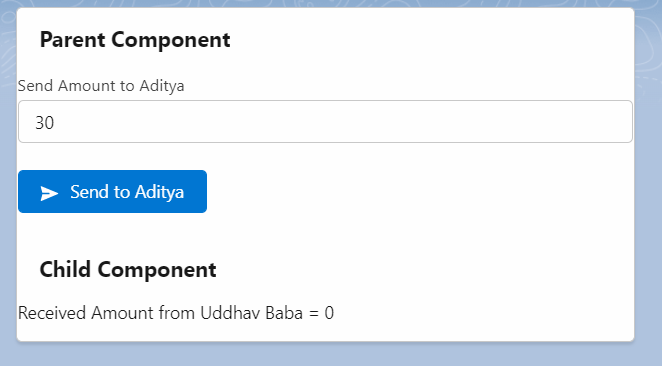 Parent Component
Send Amount to Aditya
30
Send to Aditya
Child Component
Received Amount from Uddhav Baba = 0